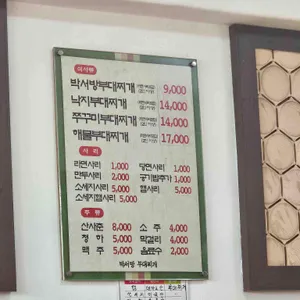 식사류
박서방부대찌개 9,000
낙지부대찌개 14,000
쭈꾸미부대찌개 14,000
해물부대찌개 17,000
사리
라면사리 1,000 당면사리 1,000
만두사리 2,000 공기밥추가 1,000
소세지사리 5,000 햄사리 5,000
소세지햄사리 5,000
주류
산사춘 8,000 소주 4,000
청하 5,000 막걸리 4,000
맥주 5,000 음료수 2,000
박서방 부대찌개